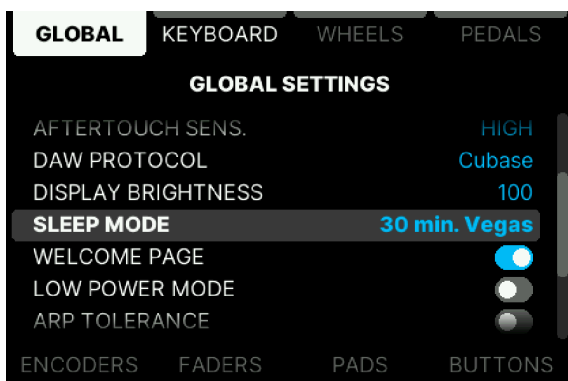 GLOBAL KEYBOARD WHEELS PEDALS
GLOBAL SETTINGS
AFTERTOUCH SENS. HIGH
DAW PROTOCOL Cubase
DISPLAY BRIGHTNESS 100
SLEEP MODE 30 min. Vegas
WELCOME PAGE
LOW POWER MODE
ARP TOLERANCE
ENCODERS FADERS PADS BUTTONS